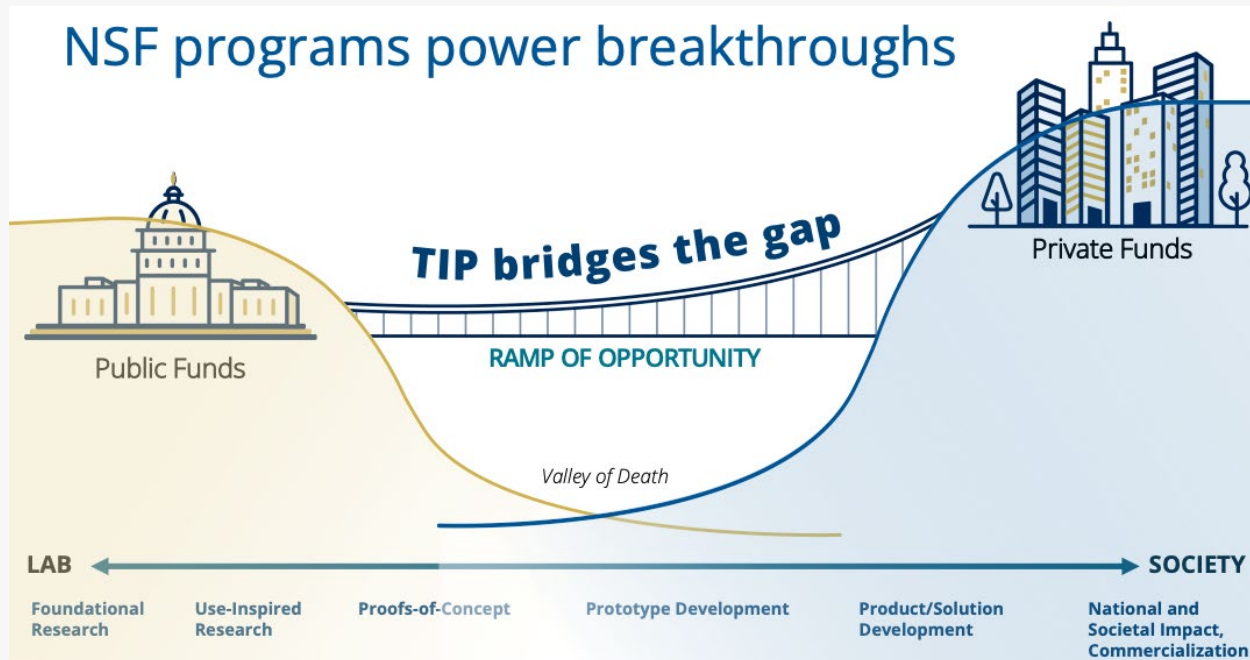 NSF programs power breakthroughs
TIP bridges the gap
Private Funds
RAMP OF OPPORTUNITY
Public Funds
Valley of Death
LAB
SOCIETY
Foundational
Research
Use-Inspired
Research
Proofs-of-Concept
Prototype Development
Product/Solution
Development
National and
Societal Impact,
Commercialization